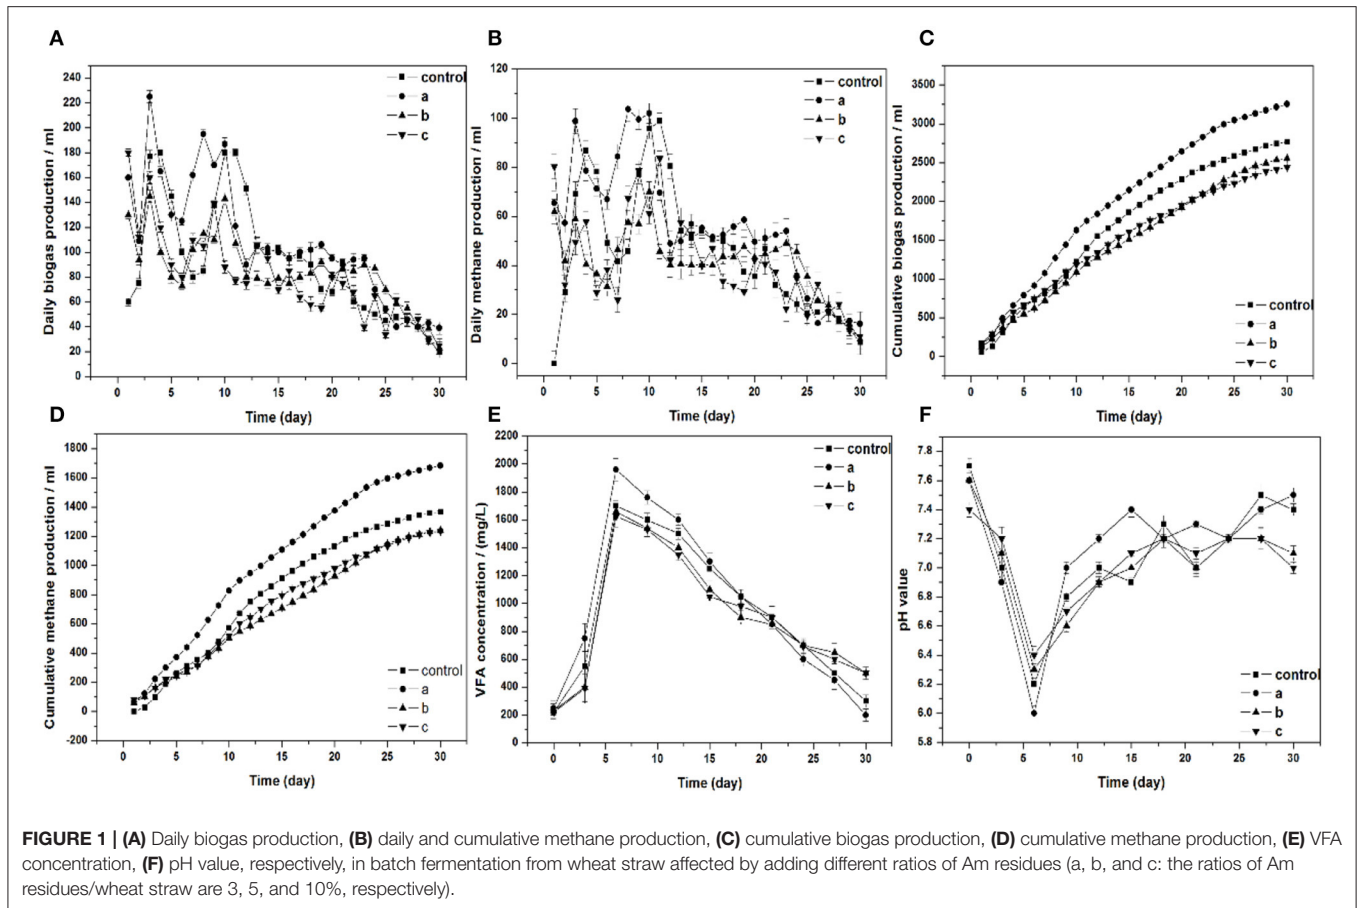 A
Daily biogas production / ml
240
220
200
180
160
140
120
100
80
60
40
20
0
0 5 10 15 20 25 30
Time (day)
control
a
b
c
B
Daily methane production / ml
120
100
80
60
40
20
0
0 5 10 15 20 25 30
Time (day)
control
a
b
c
C
Cumulative biogas production / ml
3500
3000
2500
2000
1500
1000
500
0
0 5 10 15 20 25 30
Time (day)
control
a
b
c
D
Cumulative methane production / ml
1800
1600
1400
1200
1000
800
600
400
200
0
-200
0 5 10 15 20 25 30
Time (day)
control
a
b
c
E
VFA concentration / (mg/L)
2200
2000
1800
1600
1400
1200
1000
800
600
400
200
0
0 5 10 15 20 25 30
Time (day)
control
a
b
c
F
pH value
7.8
7.6
7.4
7.2
7.0
6.8
6.6
6.4
6.2
6.0
5.8
0 5 10 15 20 25 30
Time (day)
control
a
b
c
FIGURE 1 | (A) Daily biogas production, (B) daily and cumulative methane production, (C) cumulative biogas production, (D) cumulative methane production, (E) VFA
concentration, (F) pH value, respectively, in batch fermentation from wheat straw affected by adding different ratios of Am residues (a, b, and c: the ratios of Am
residues/wheat straw are 3, 5, and 10%, respectively).